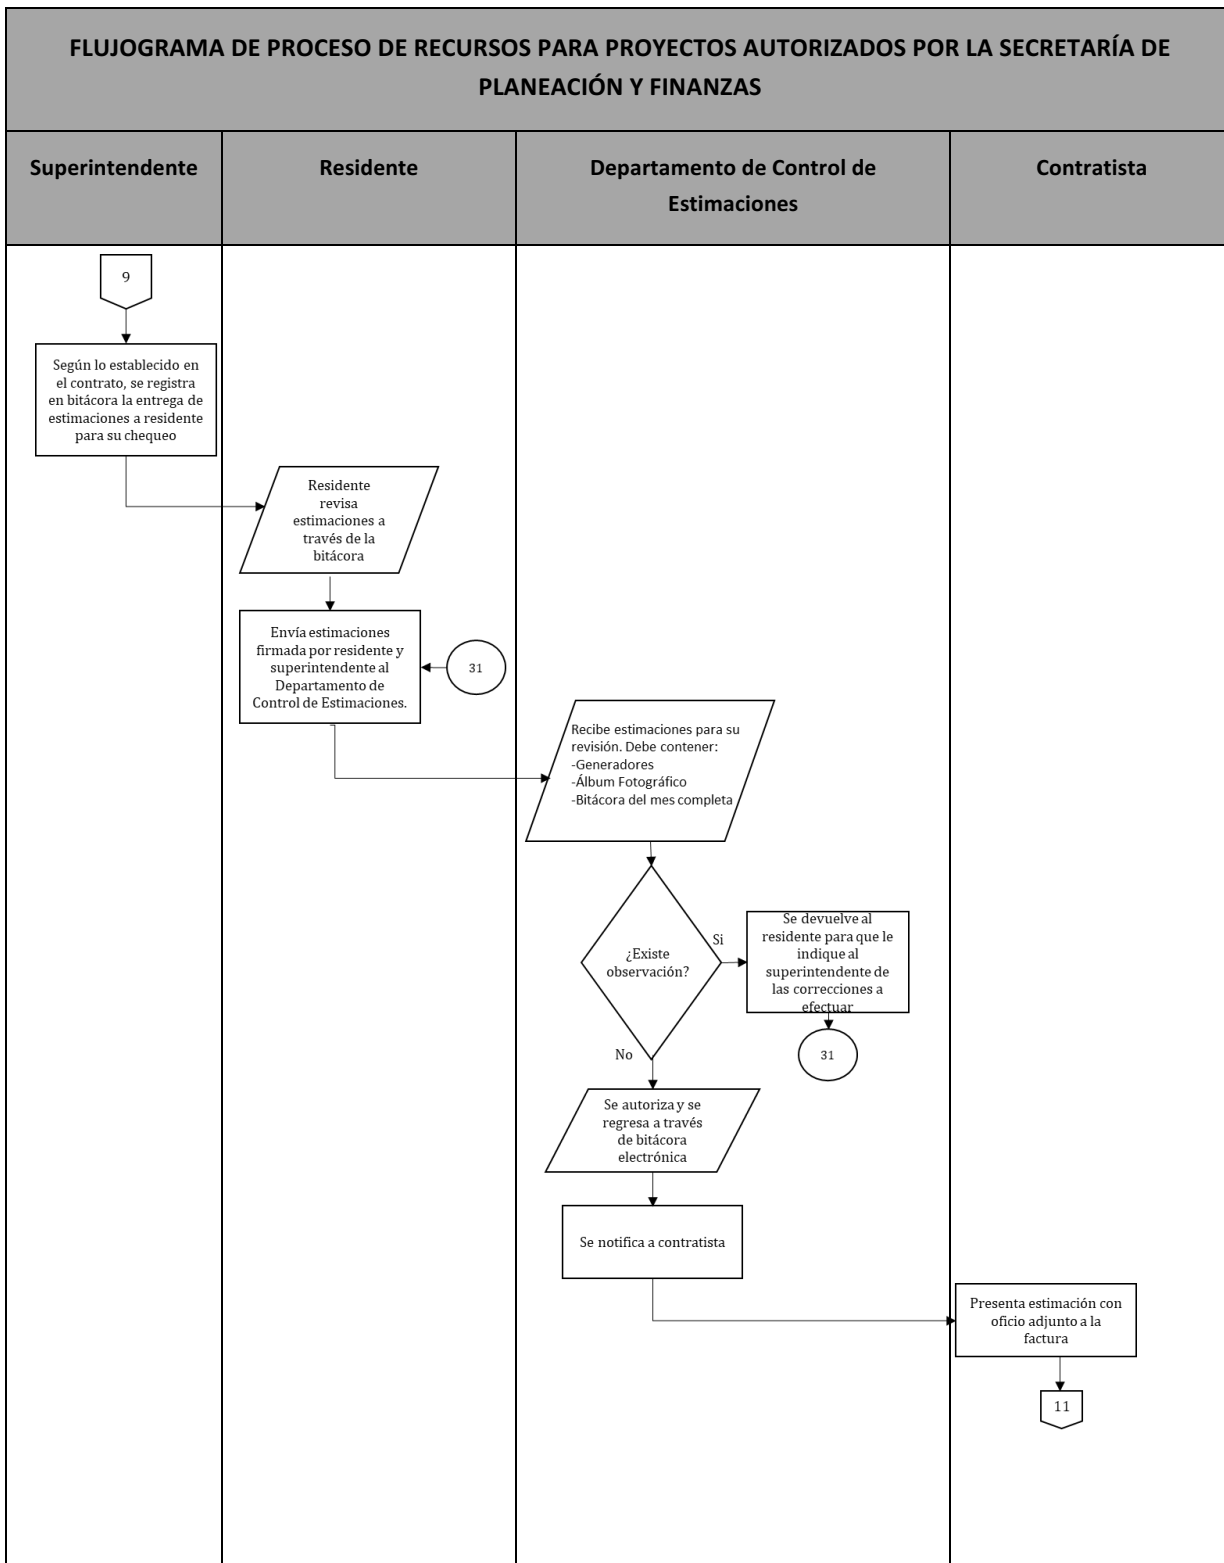 FLUJOGRAMA DE PROCESO DE RECURSOS PARA PROYECTOS AUTORIZADOS POR LA SECRETARÍA DE
PLANEACIÓN Y FINANZAS
Superintendente
Residente
Departamento de Control de
Estimaciones
Contratista
9
Según lo establecido en
el contrato, se registra
en bitácora la entrega de
estimaciones a residente
para su chequeo
Residente
revisa
estimaciones a
través de la
bitácora
Envía estimaciones
firmada por residente y
superintendente al
Departamento de
Control de Estimaciones.
31
Recibe estimaciones para su
revisión. Debe contener:
-Generadores
-Álbum Fotográfico
-Bitácora del mes completa
¿Existe
observación?
Si
Se devuelve al
residente para que le
indique al
superintendente de
las correcciones a
efectuar
31
No
Se autoriza y se
regresa a través
de bitácora
electrónica
Se notifica a contratista
Presenta estimación con
oficio adjunto a la
factura
11